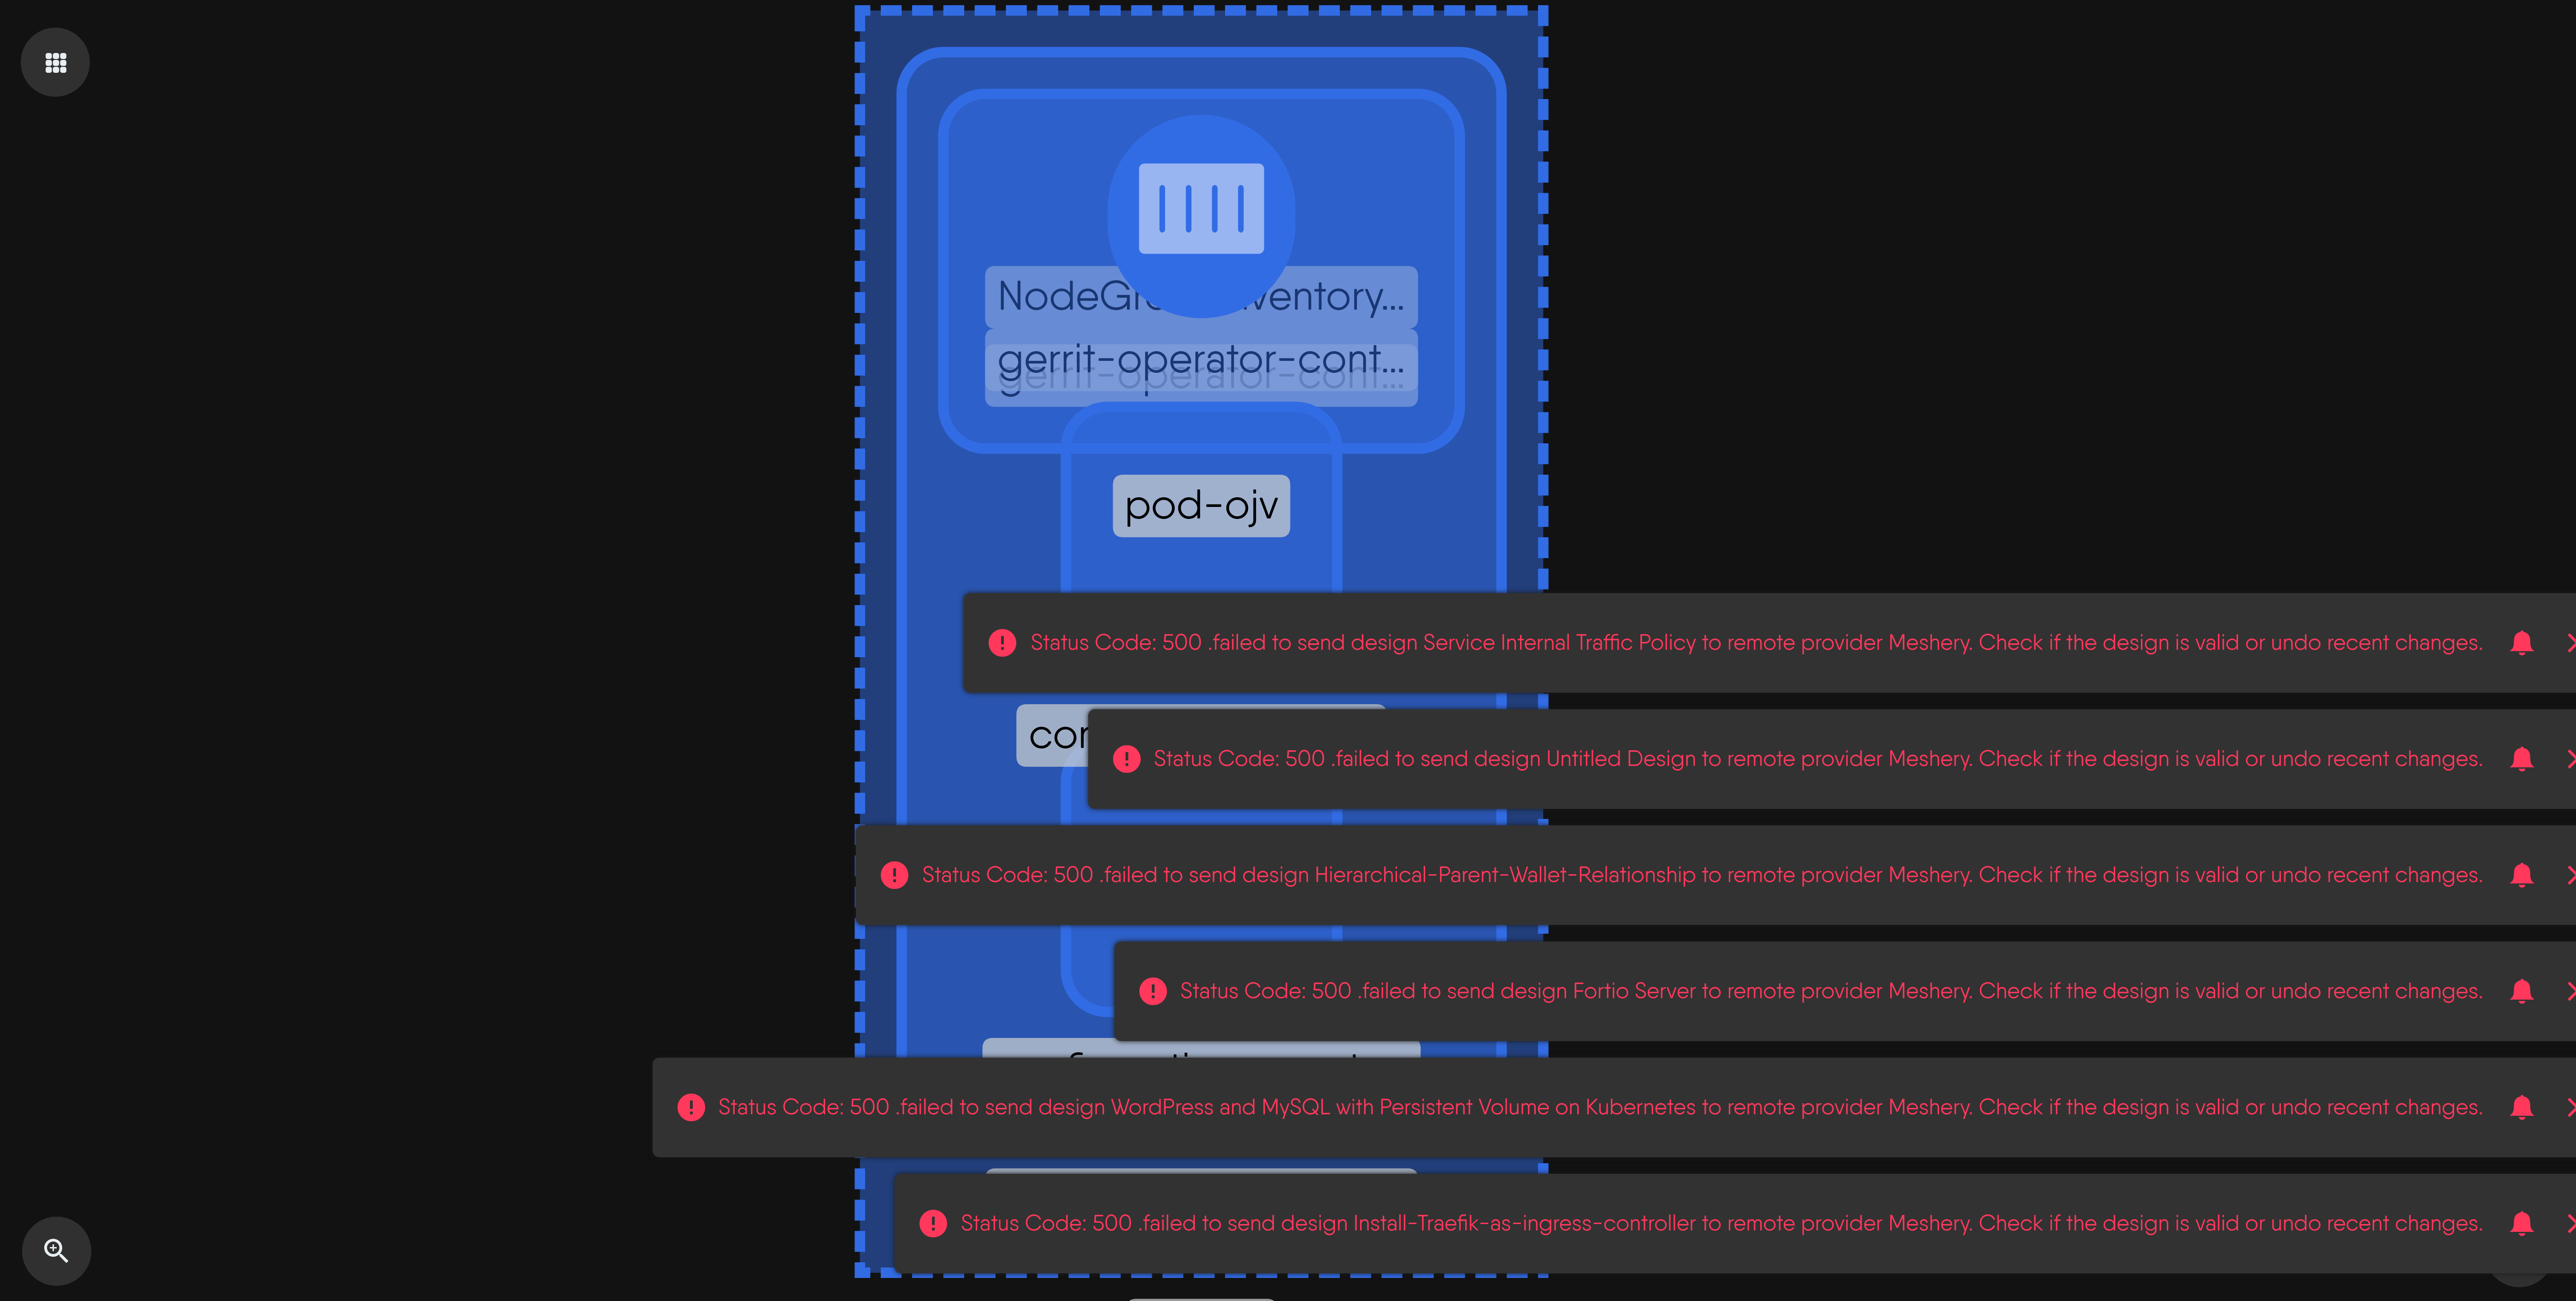 NodeGr ventory...
gerrit-operator-cont...
gerrit-operator-cont...
pod-ojv
Status Code: 500 .failed to send design Service Internal Traffic Policy to remote provider Meshery. Check if the design is valid or undo recent changes.
Status Code: 500 .failed to send design Untitled Design to remote provider Meshery. Check if the design is valid or undo recent changes.
Status Code: 500 .failed to send design Hierarchical-Parent-Wallet-Relationship to remote provider Meshery. Check if the design is valid or undo recent changes.
Status Code: 500 .failed to send design Fortio Server to remote provider Meshery. Check if the design is valid or undo recent changes.
Status Code: 500 .failed to send design WordPress and MySQL with Persistent Volume on Kubernetes to remote provider Meshery. Check if the design is valid or undo recent changes.
Status Code: 500 .failed to send design Install-Traefik-as-ingress-controller to remote provider Meshery. Check if the design is valid or undo recent changes.